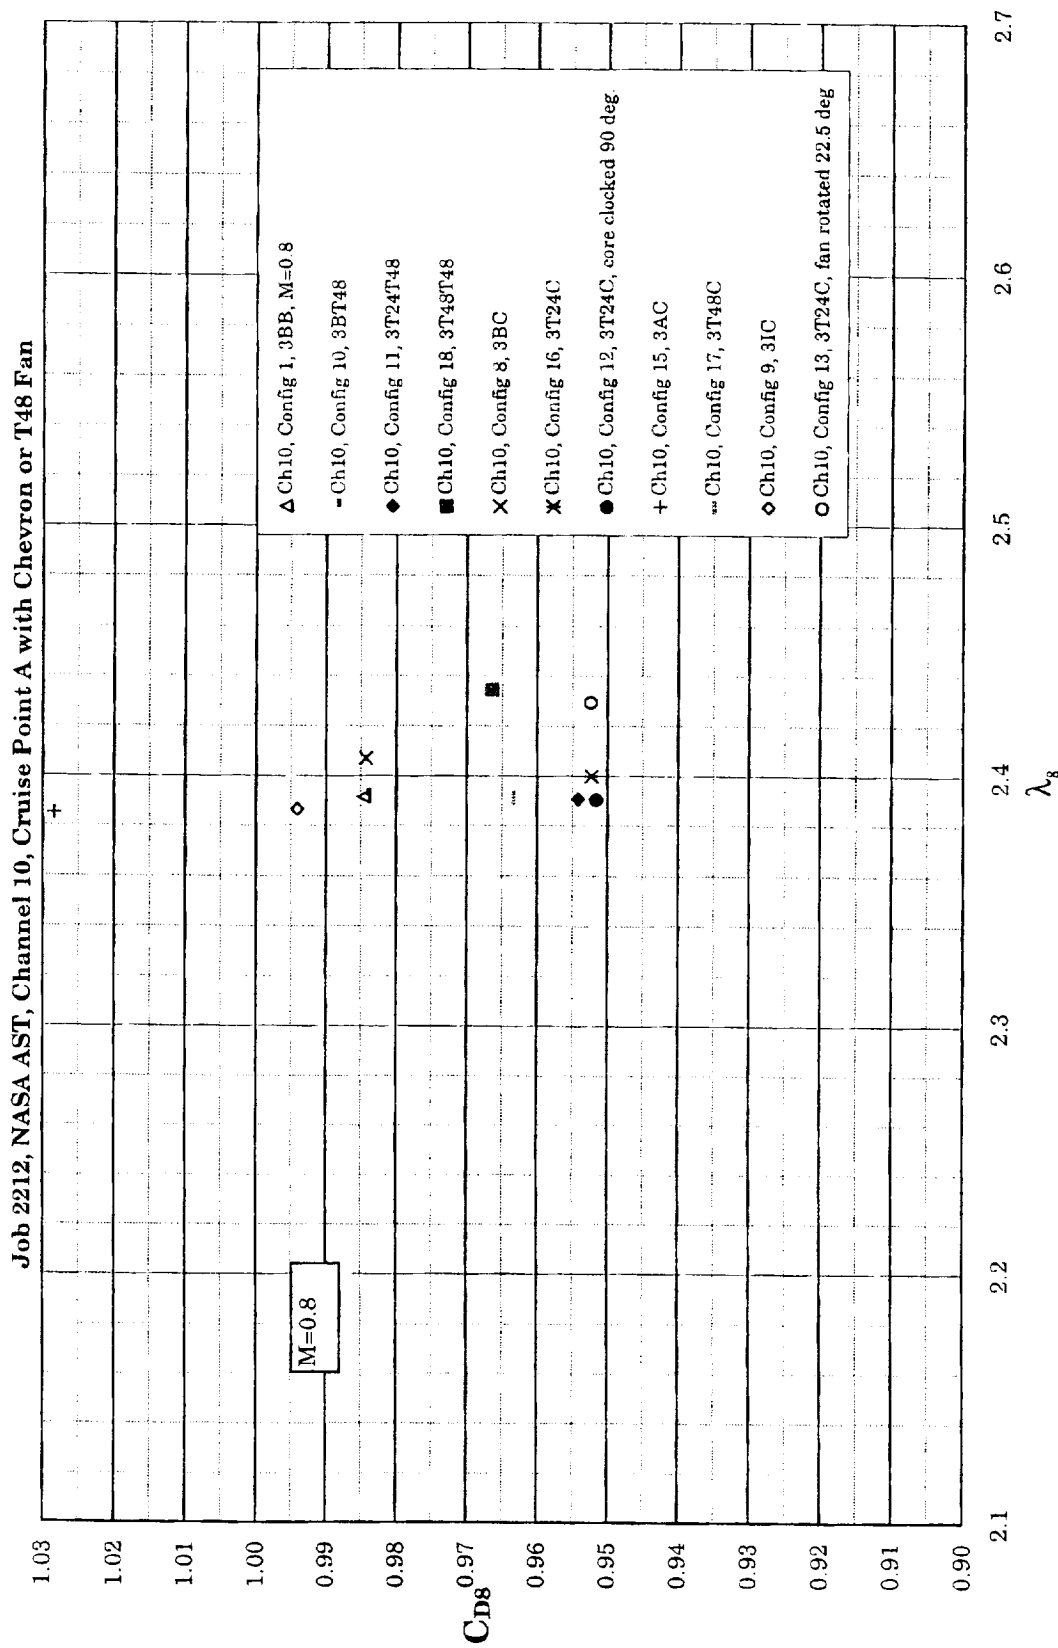 Job 2212, NASA AST, Channel 10, Cruise Point A with Chevron or T48 Fan
1.03
1.02
1.01
1.00
0.99
0.98
0.97
0.96
0.95
0.94
0.93
0.92
0.91
0.90
C_D8
M=0.8
Ch10, Config 1, 3BB, M=0.8
Ch10, Config 10, 3BT48
Ch10, Config 11, 3T24T48
Ch10, Config 18, 3T48T48
Ch10, Config 8, 3BC
Ch10, Config 16, 3T24C
Ch10, Config 12, 3T24C, core clocked 90 deg.
Ch10, Config 15, 3AC
Ch10, Config 17, 3T48C
Ch10, Config 9, 3IC
Ch10, Config 13, 3T24C, fan rotated 22.5 deg
2.1
2.2
2.3
2.4
2.5
2.6
2.7
λ₈